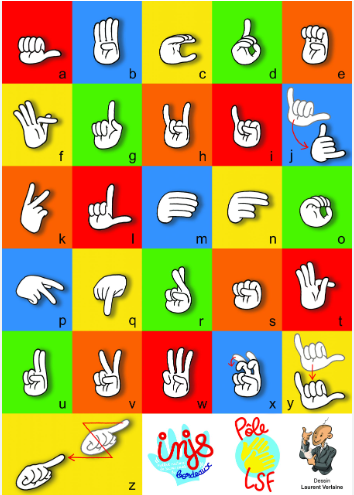 a b c d e
f g h i j
k l m n o
p q r s t
u v w x y
z
injs
bordeaux
Pôle
LSF
Dessin
Laurent Verlaine